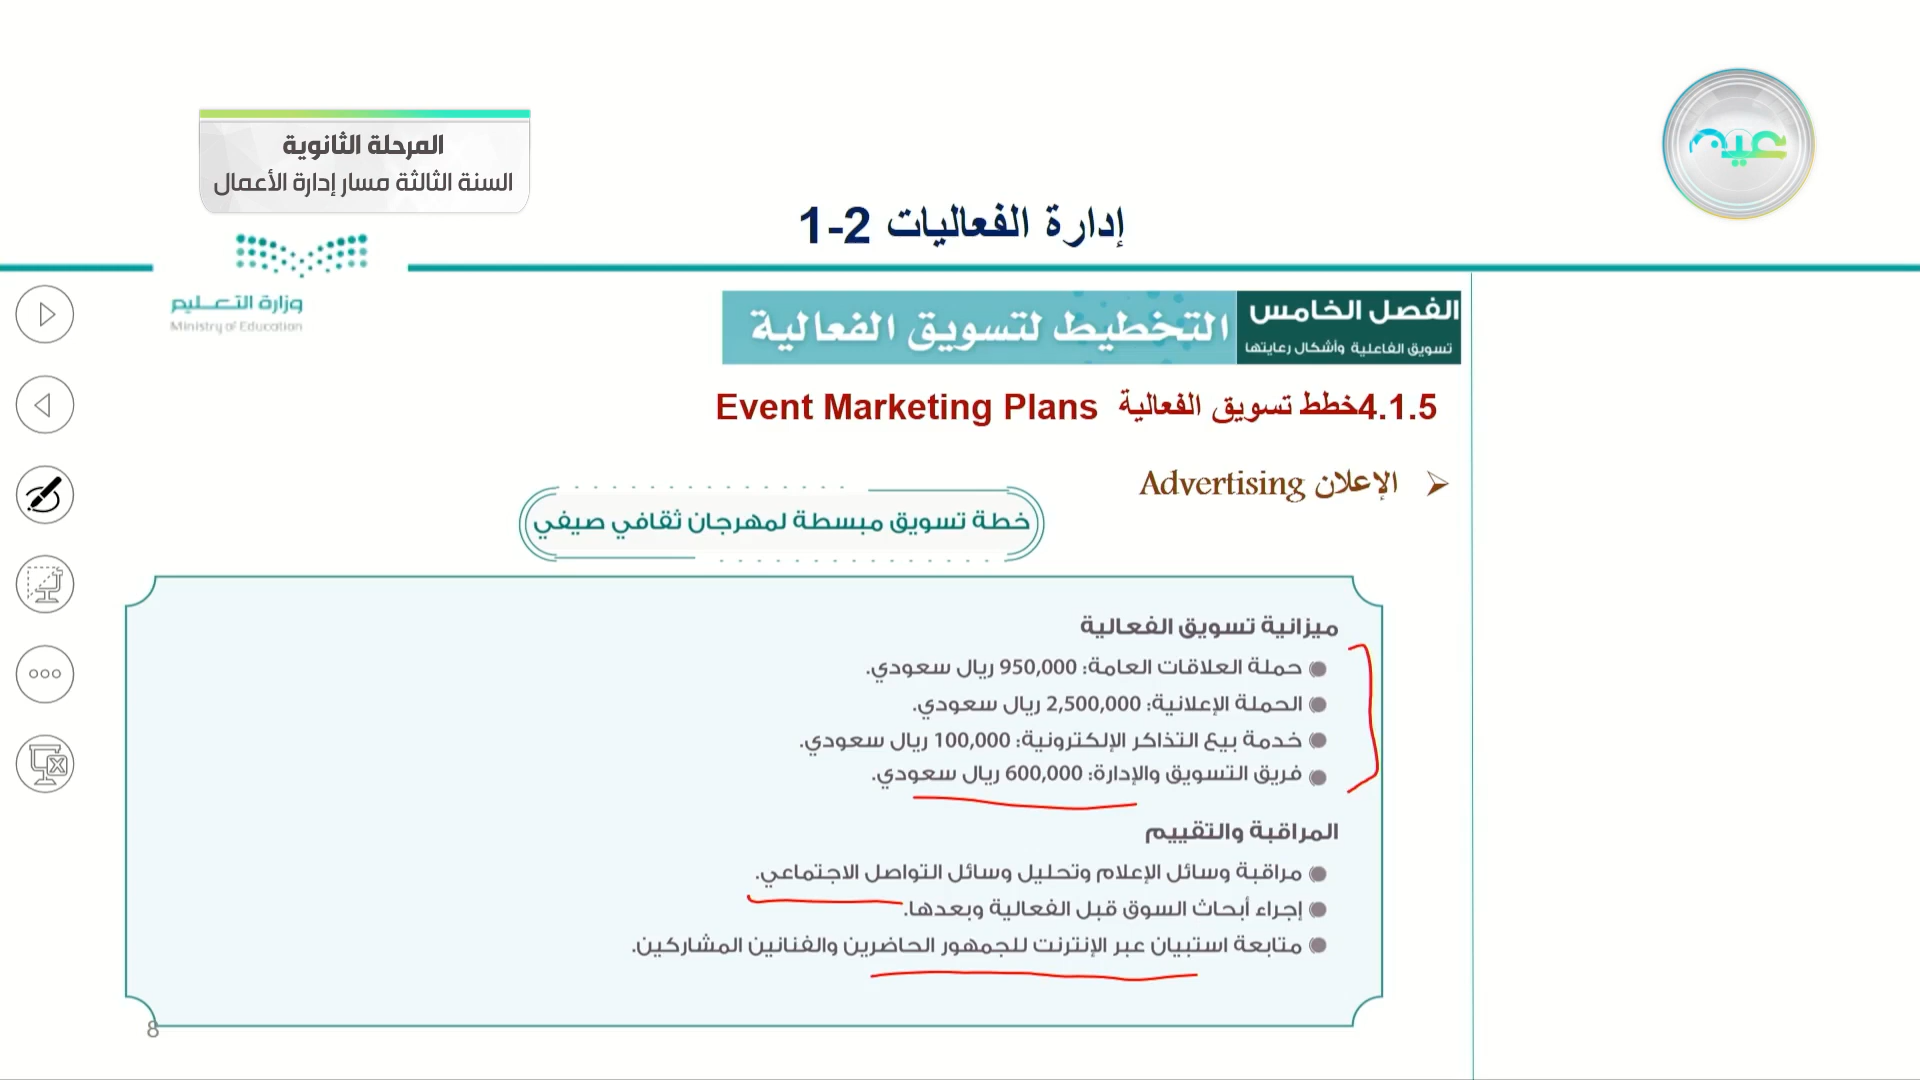 عين
المرحلة الثانوية
السنة الثالثة مسار إدارة الأعمال
إدارة الفعاليات 2-1
وزارة التعليم
Ministry of Education
الفصل الخامس
تسويق الفاعلية وأشكال رعايتها
التخطيط لتسويق الفعالية
4.1.5خطط تسويق الفعالية Event Marketing Plans
الإعلان Advertising
خطة تسويق مبسطة لمهرجان ثقافي صيفي
ميزانية تسويق الفعالية
حملة العلاقات العامة: 950,000 ريال سعودي.
الحملة الإعلانية: 2,500,000 ريال سعودي.
خدمة بيع التذاكر الإلكترونية: 100,000 ريال سعودي.
فريق التسويق والإدارة: 600,000 ريال سعودي.
المراقبة والتقييم
مراقبة وسائل الإعلام وتحليل وسائل التواصل الاجتماعي.
إجراء أبحاث السوق قبل الفعالية وبعدها.
متابعة استبيان عبر الإنترنت للجمهور الحاضرين والفنانين المشاركين.
8